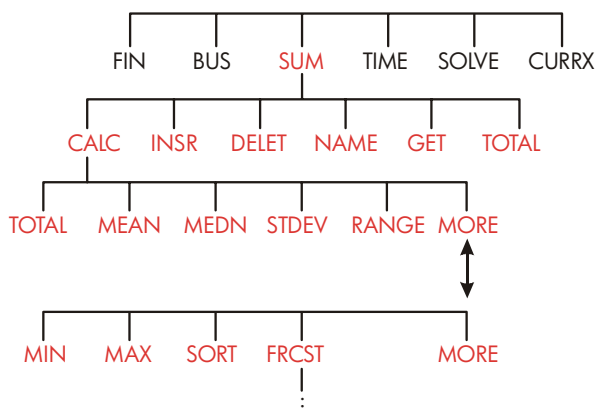 FIN BUS SUM TIME SOLVE CURRX
CALC INSR DELET NAME GET TOTAL
TOTAL MEAN MEDN STDEV RANGE MORE
MIN MAX SORT FRCST MORE